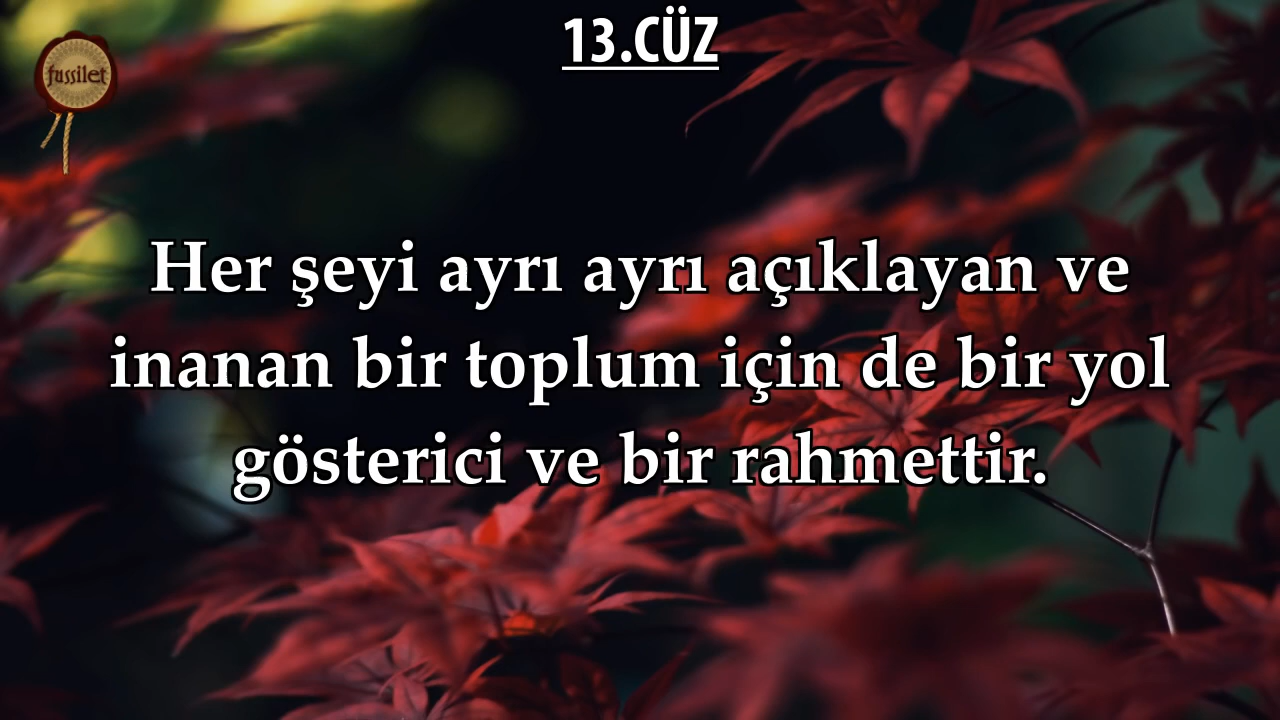 13.CÜZ
fussilet
Her şeyi ayrı ayrı açıklayan ve
inanan bir toplum için de bir yol
gösterici ve bir rahmettir.